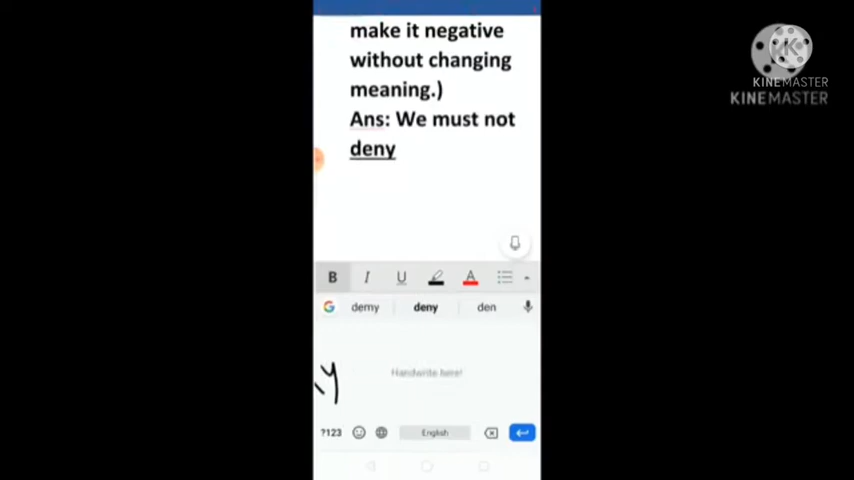 make it negative
without changing
meaning.)
Ans: We must not
deny
KINEMASTER
KINEMASTER
B I U A
demy deny den
Handwrite here!
?123 English